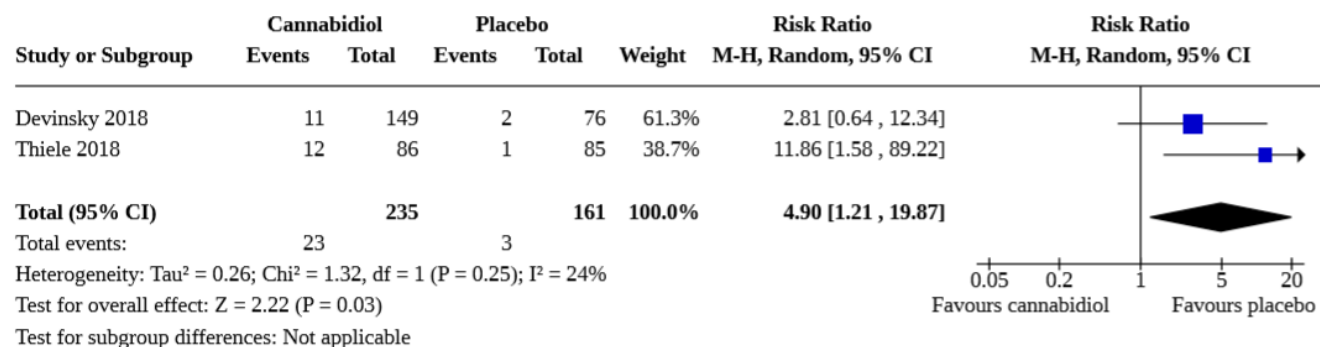 Cannabidiol Placebo Risk Ratio Risk Ratio
Study or Subgroup Events Total Events Total Weight M-H, Random, 95% CI M-H, Random, 95% CI
Devinsky 2018 11 149 2 76 61.3% 2.81 [0.64 , 12.34]
Thiele 2018 12 86 1 85 38.7% 11.86 [1.58 , 89.22]
Total (95% CI) 235 161 100.0% 4.90 [1.21 , 19.87]
Total events: 23 3
Heterogeneity: Tau² = 0.26; Chi² = 1.32, df = 1 (P = 0.25); I² = 24%
0.05 0.2 1 5 20
Test for overall effect: Z = 2.22 (P = 0.03) Favours cannabidiol Favours placebo
Test for subgroup differences: Not applicable